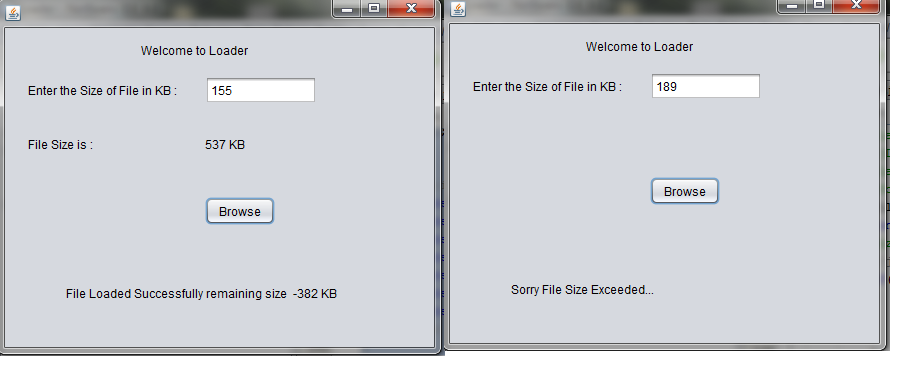 Welcome to Loader
Enter the Size of File in KB : 155
File Size is : 537 KB
Browse
File Loaded Successfully remaining size -382 KB
Welcome to Loader
Enter the Size of File in KB : 189
Browse
Sorry File Size Exceeded...